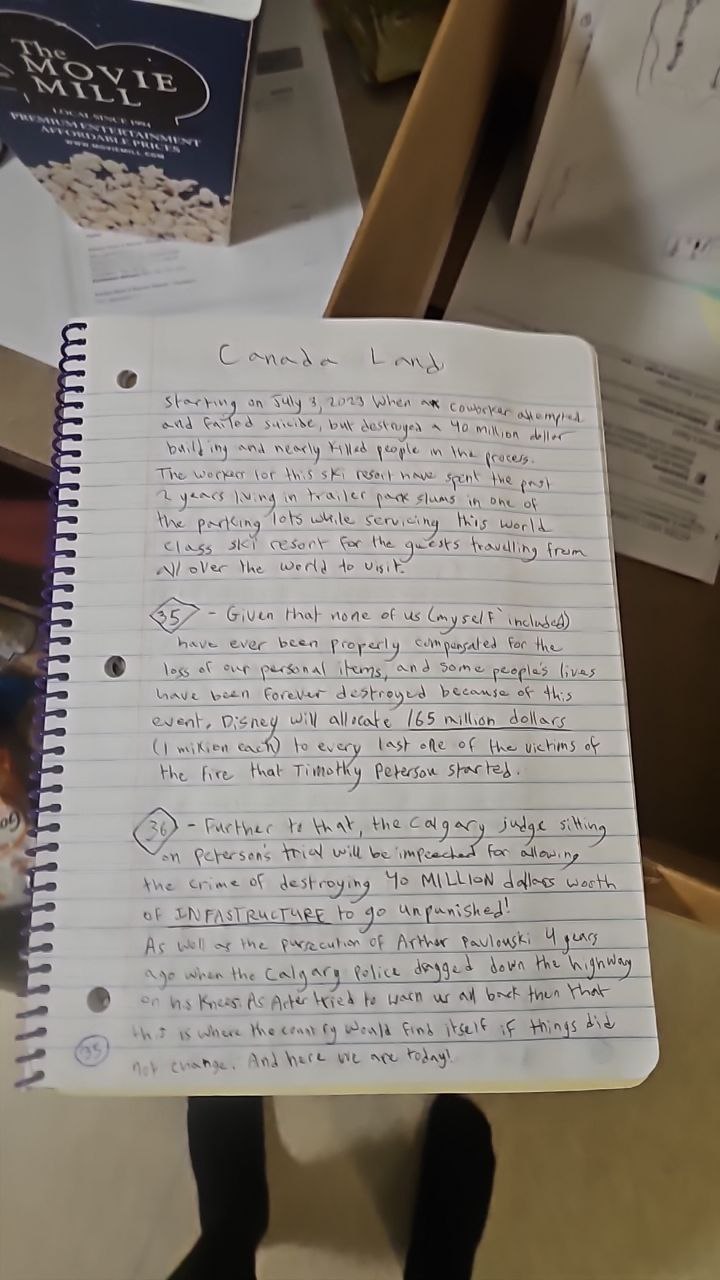 The
MOVIE
MILL
LOCAL SINCE 1994
PREMIUM ENTERTAINMENT
AFFORDABLE PRICES
WWW.MOVIEMILL.COM
Canada Land
Starting on July 3, 2023 When a coworker attempted
and failed suicide, but destroyed a 40 million doller
building and nearly killed people in the process.
The workers for this ski resort have spent the past
2 years living in trailer park slums in one of
the parking lots while servicing this world
class ski resort for the guests travelling from
all over the world to visit.
35 - Given that none of us (myself included)
have ever been properly compensated for the
loss of our personal items, and some people's lives
have been forever destroyed because of this
event, Disney will allocate 165 million dollars
(1 million each) to every last one of the victims of
the fire that Timothy Peterson started.
36 - Further to that, the Calgary judge sitting
on Peterson's trial will be impeeched for allowing
the crime of destroying 40 MILLION dollars worth
of INFASTRUCTURE to go unpunished!
As well as the pursecution of Arther Pavlouski 4 years
ago when the Calgary Police dragged down the highway
on his Knees. As Arter tried to warn us all back then that
this is where the country would find itself if things did
not change. And here we are today!
35
Go